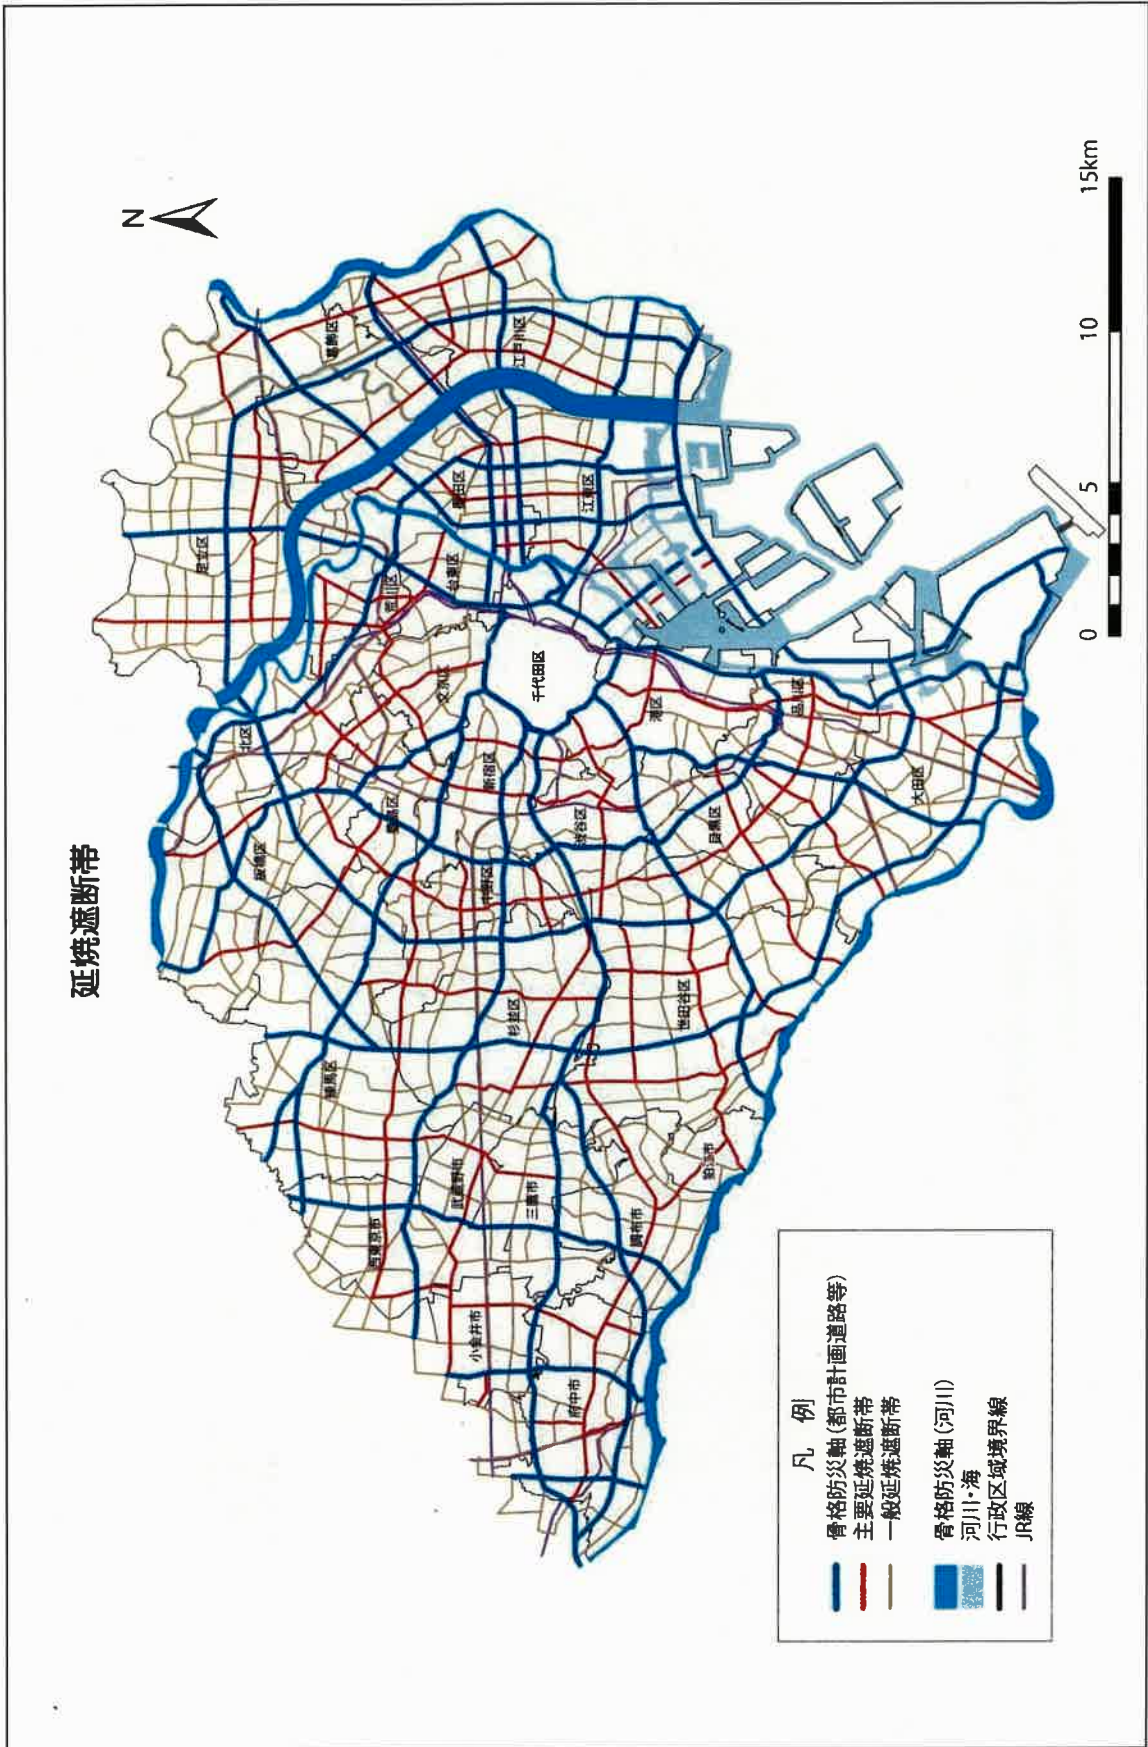 延焼遮断帯
N
足立区
葛飾区
北区
荒川区
板橋区
墨田区
台東区
江戸川区
文京区
豊島区
練馬区
江東区
千代田区
新宿区
中野区
杉並区
渋谷区
港区
武蔵野市
西東京市
三鷹市
小金井市
世田谷区
目黒区
品川区
調布市
狛江市
府中市
大田区
凡 例
骨格防災軸(都市計画道路等)
主要延焼遮断帯
一般延焼遮断帯
骨格防災軸(河川)
河川・海
行政区域境界線
JR線
0 5 10 15km